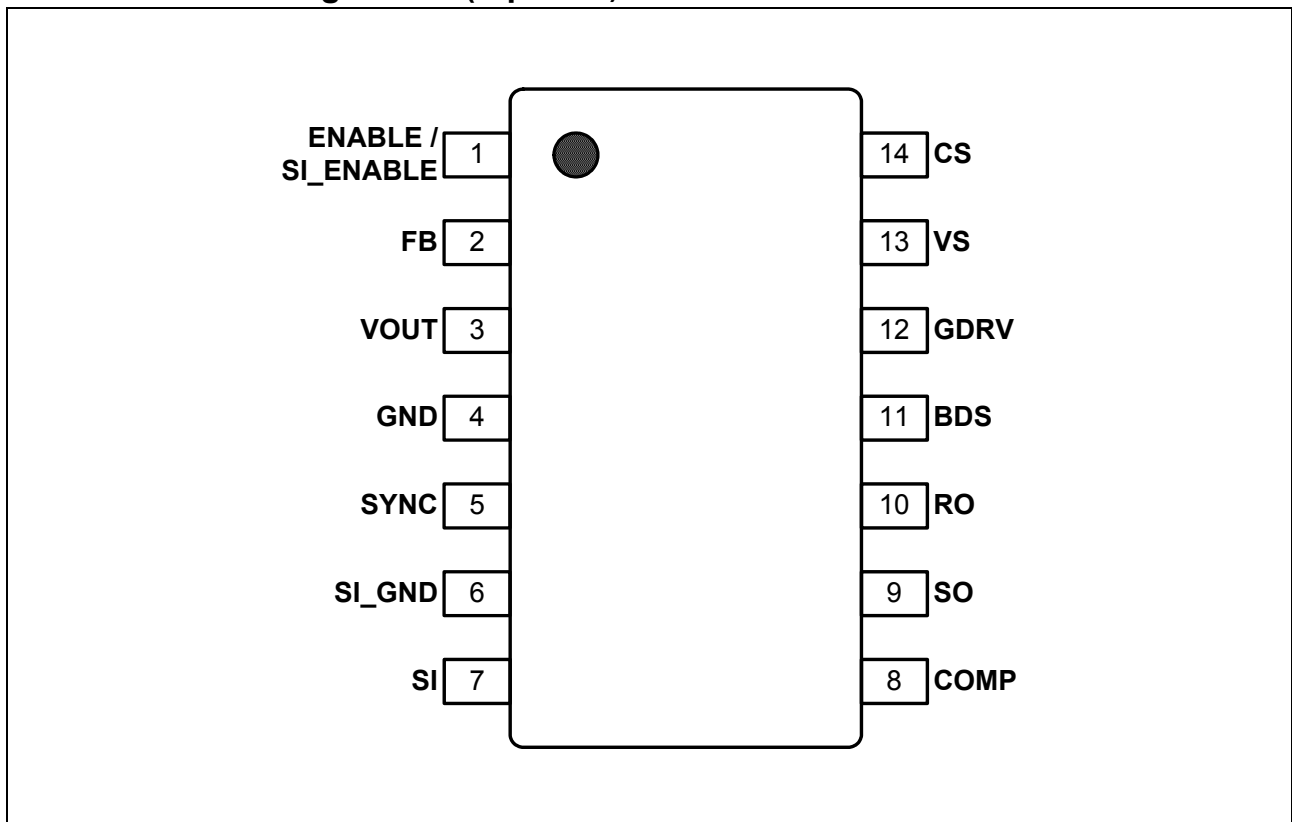 ENABLE /
SI_ENABLE 1
14 CS
FB 2
13 VS
VOUT 3
12 GDRV
GND 4
11 BDS
SYNC 5
10 RO
SI_GND 6
9 SO
SI 7
8 COMP